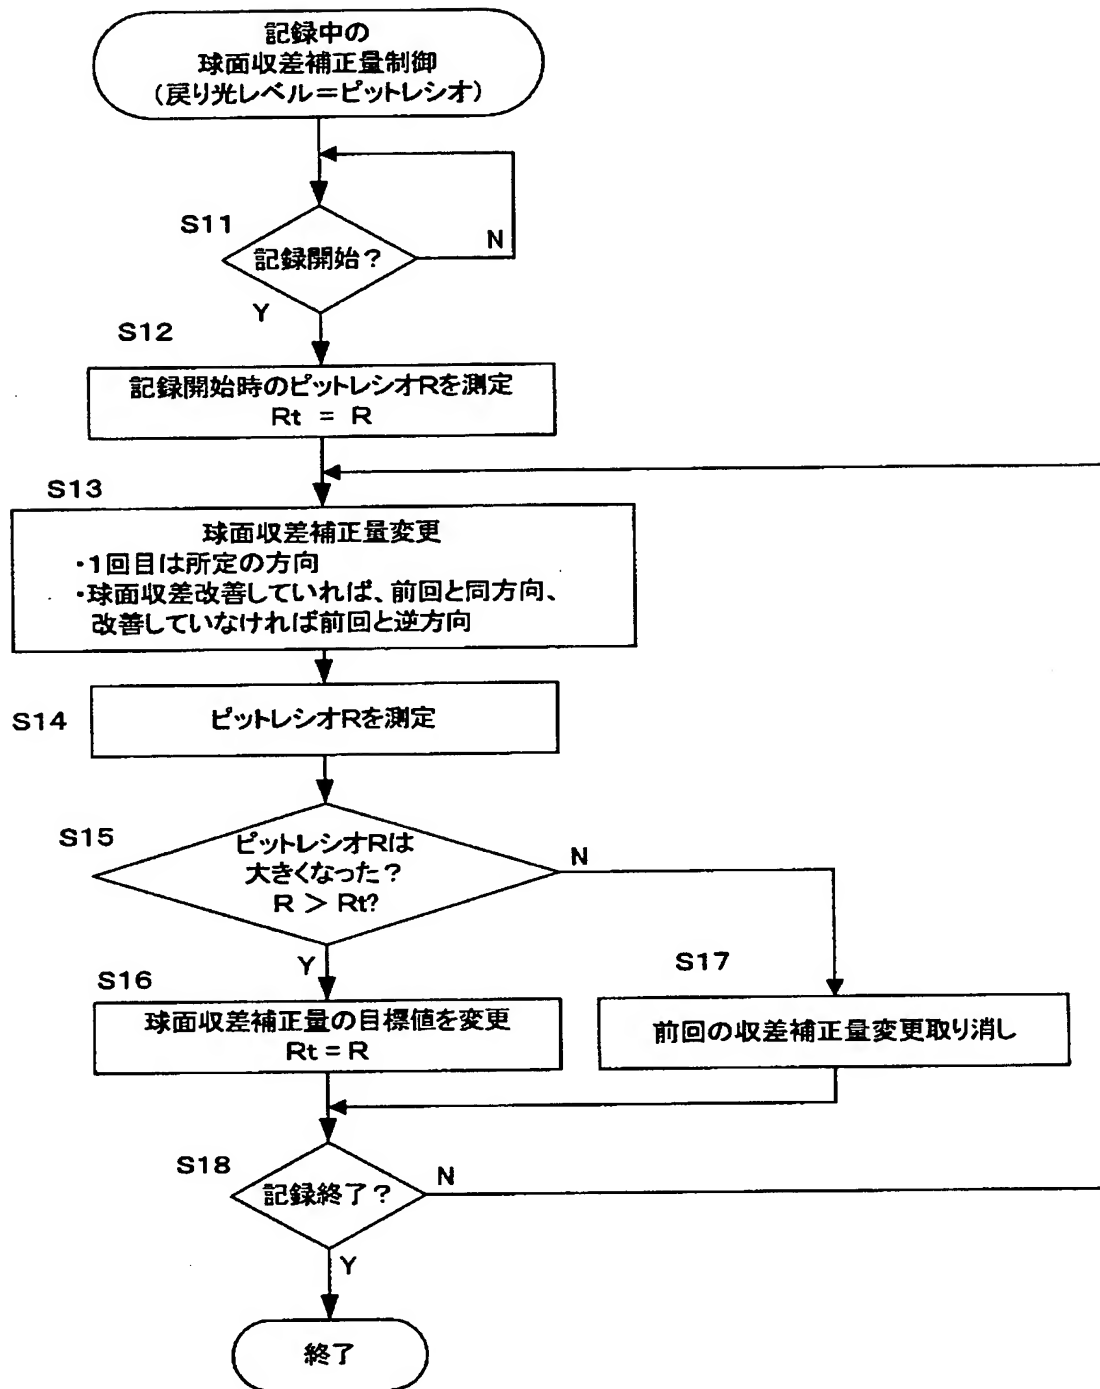 記録中の
球面収差補正量制御
(戻り光レベル=ピットレシオ)
S11
記録開始?
N
Y
S12
記録開始時のピットレシオRを測定
Rt = R
S13
球面収差補正量変更
・1回目は所定の方向
・球面収差改善していれば、前回と同方向、
改善していなければ前回と逆方向
S14
ピットレシオRを測定
S15
ピットレシオRは
大きくなった?
R > Rt?
N
Y
S16
球面収差補正量の目標値を変更
Rt = R
S17
前回の収差補正量変更取り消し
S18
記録終了?
N
Y
終了